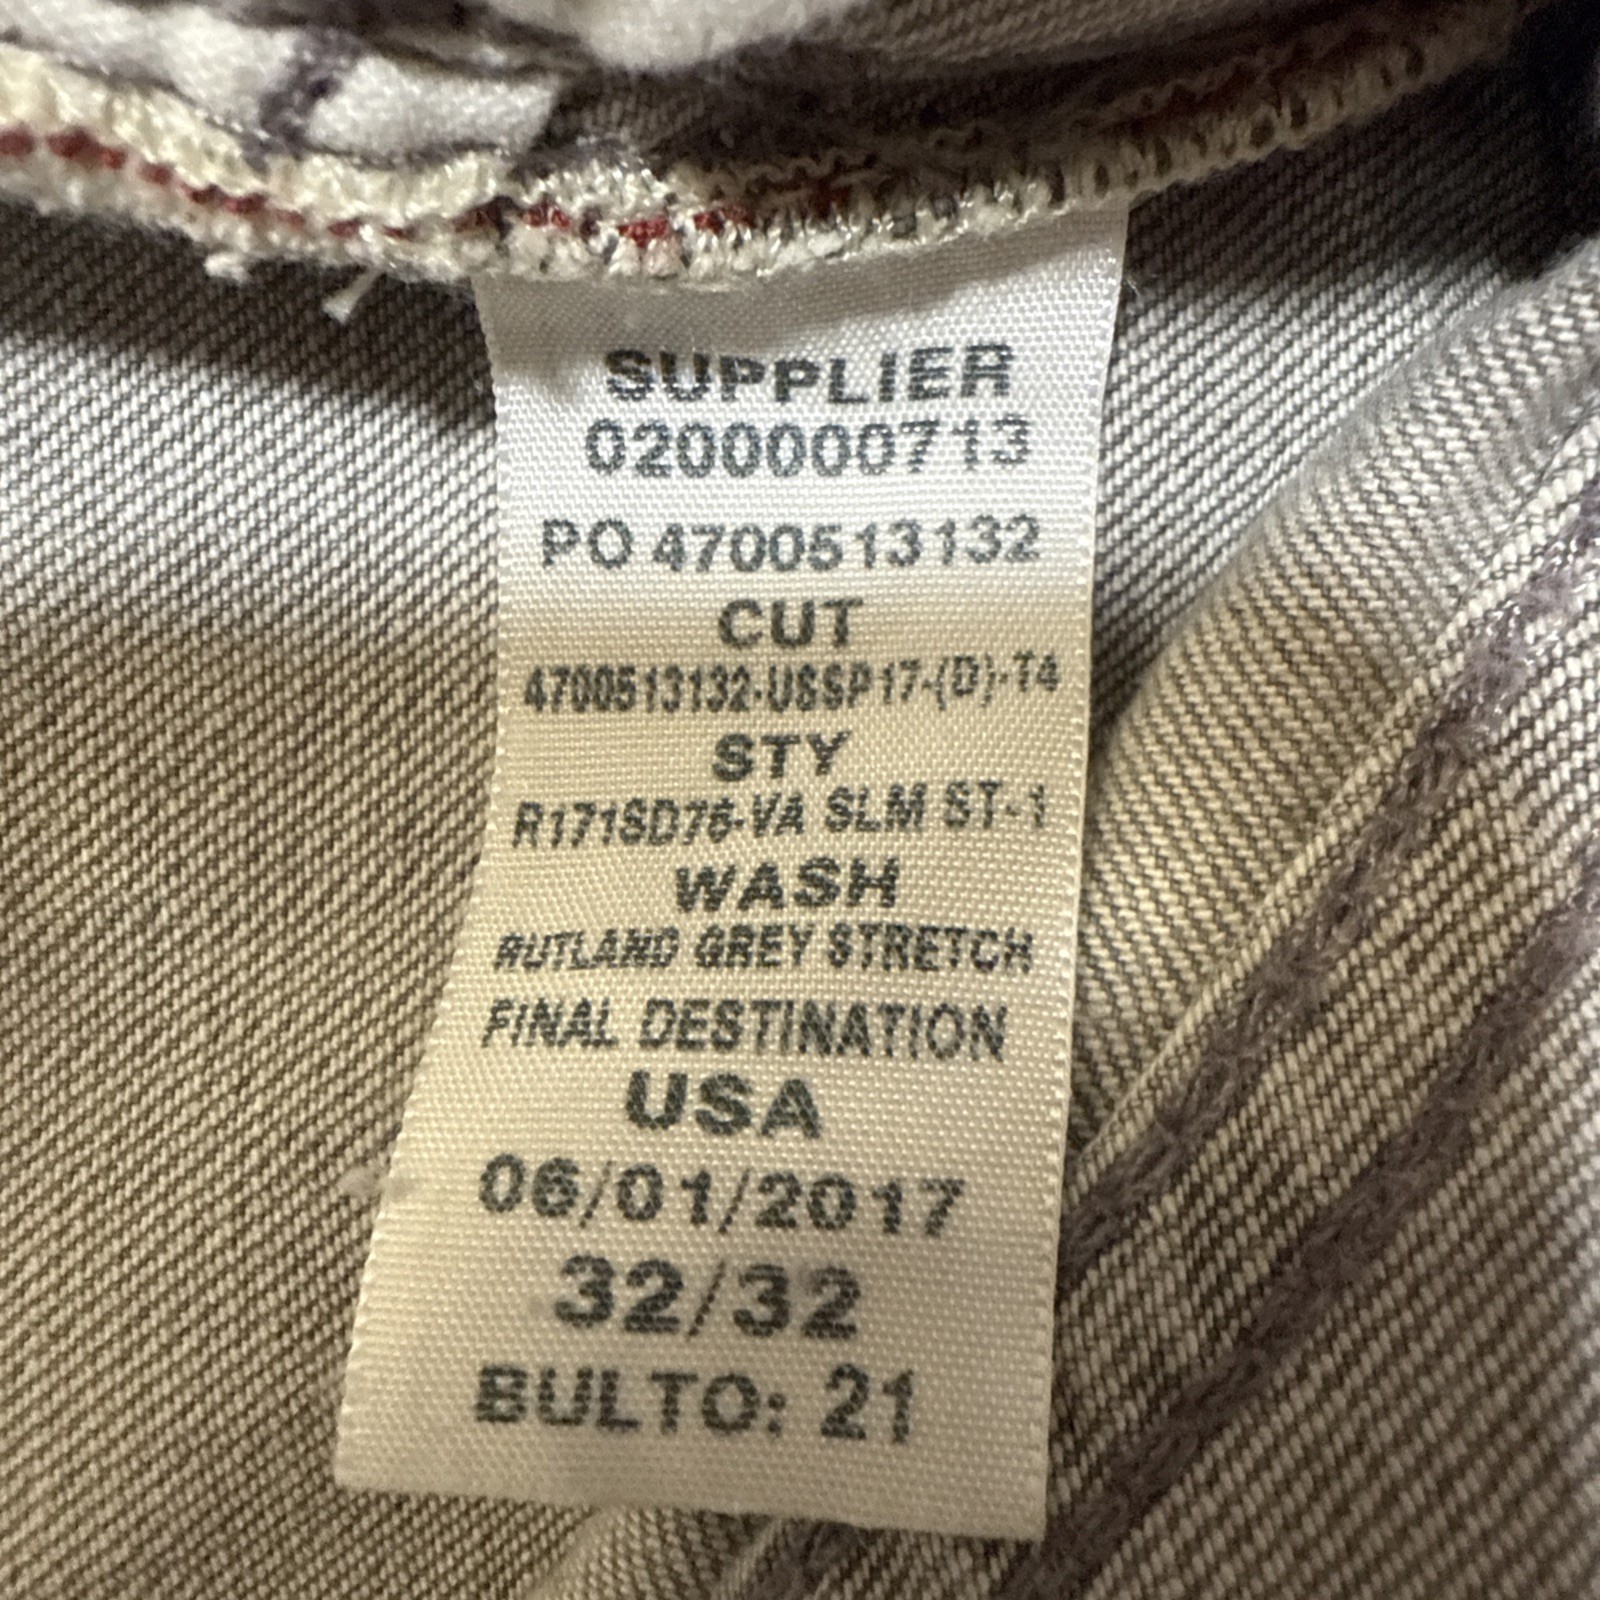 SUPPLIER
0200000713
PO 4700513132
CUT
4700513132-USSP17-(D)-T4
STY
R171SD76-VA SLM ST-1
WASH
RUTLAND GREY STRETCH
FINAL DESTINATION
USA
06/01/2017
32/32
BULTO: 21